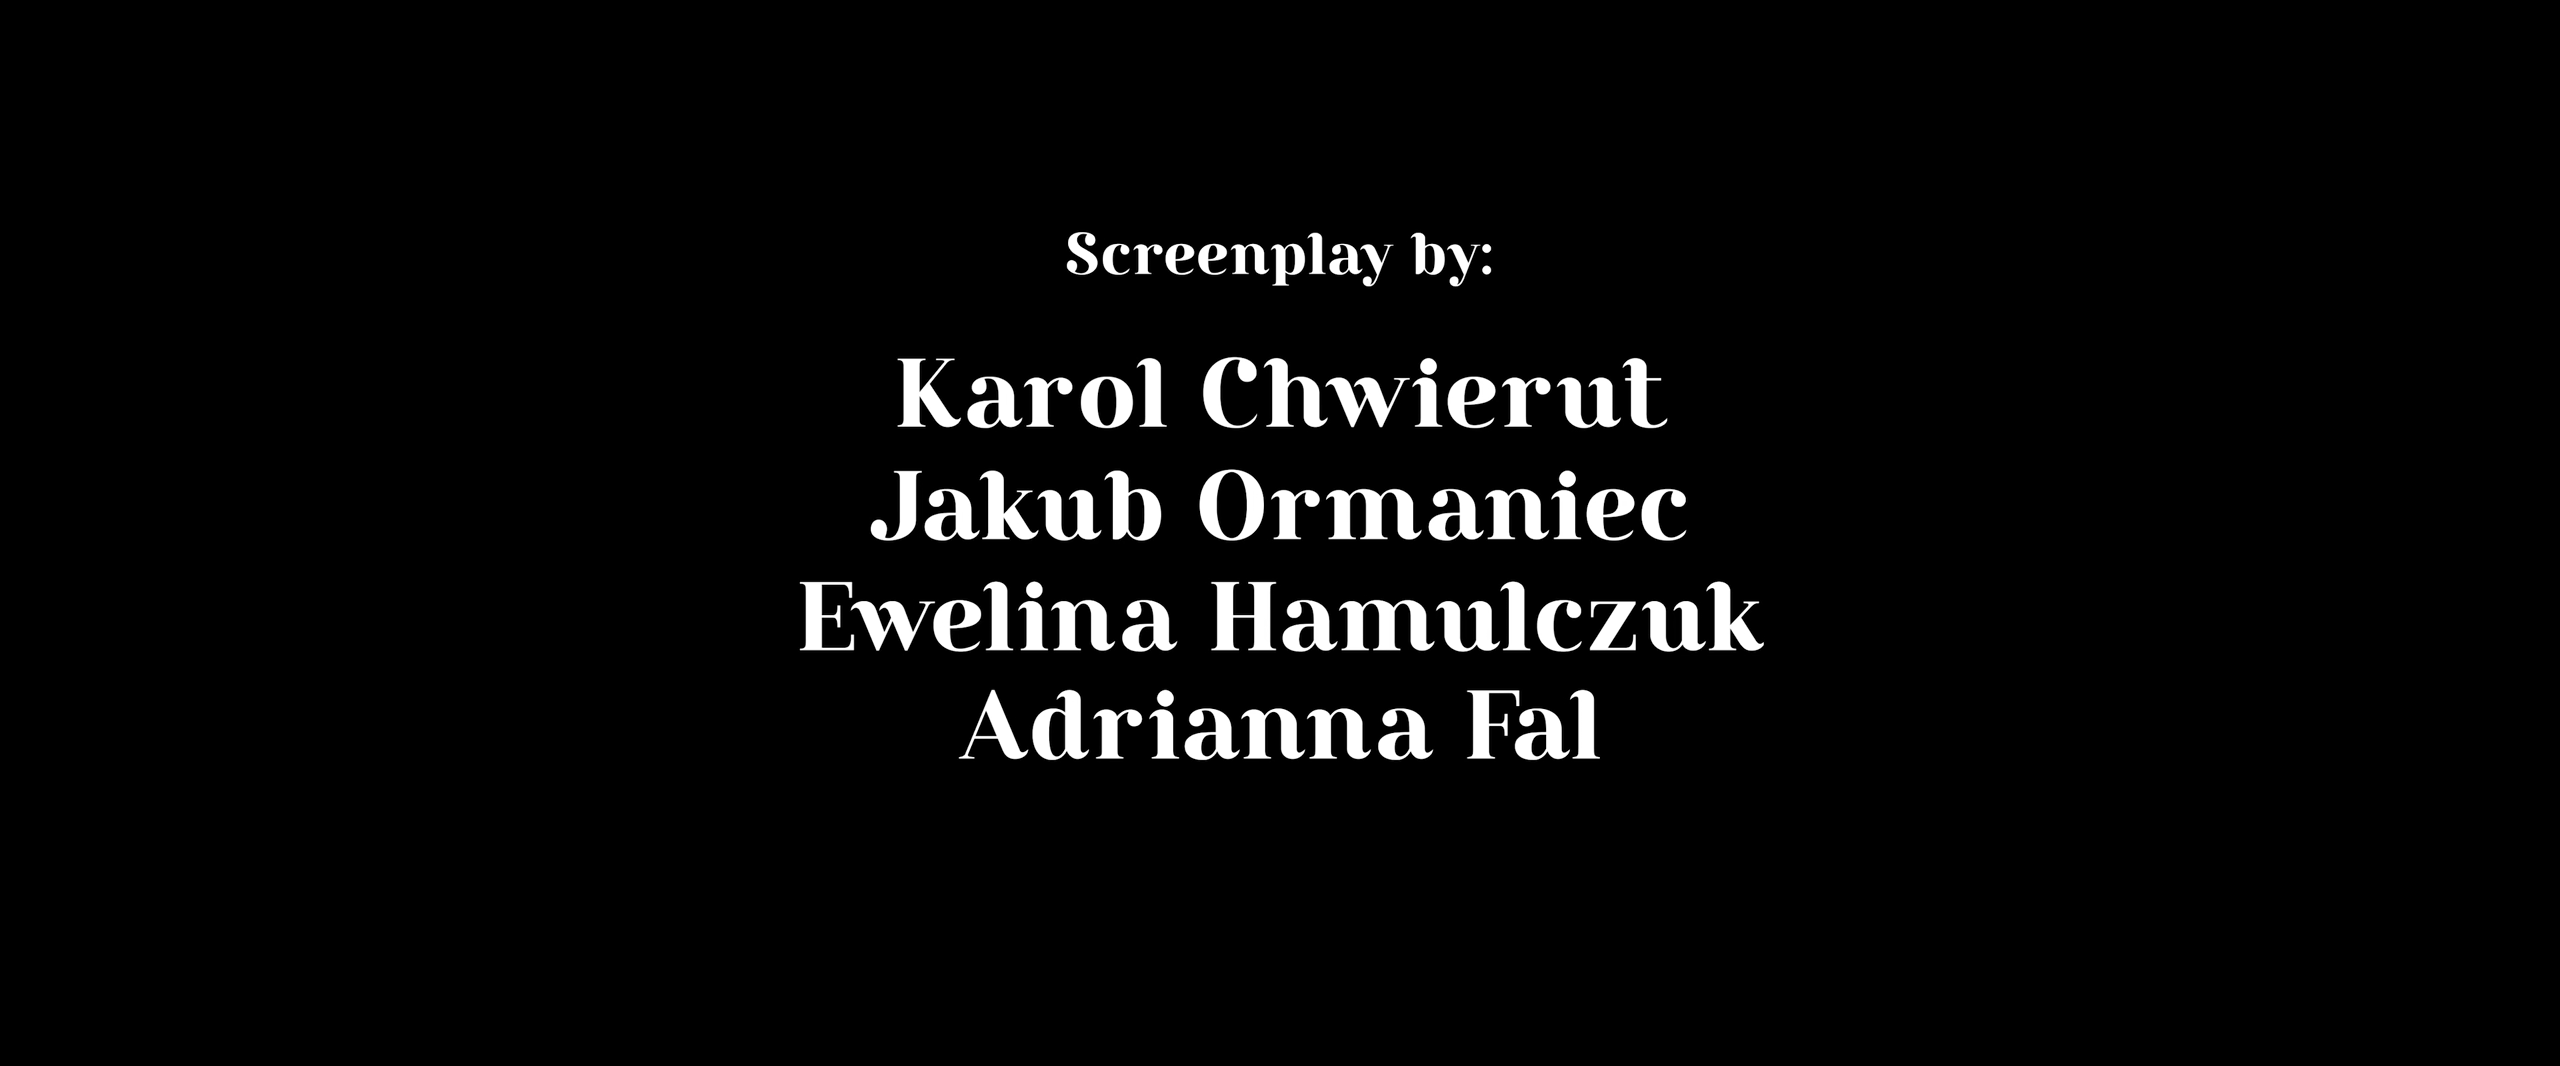 Screenplay by:
Karol Chwierut
Jakub Ormaniec
Ewelina Hamulczuk
Adrianna Fal